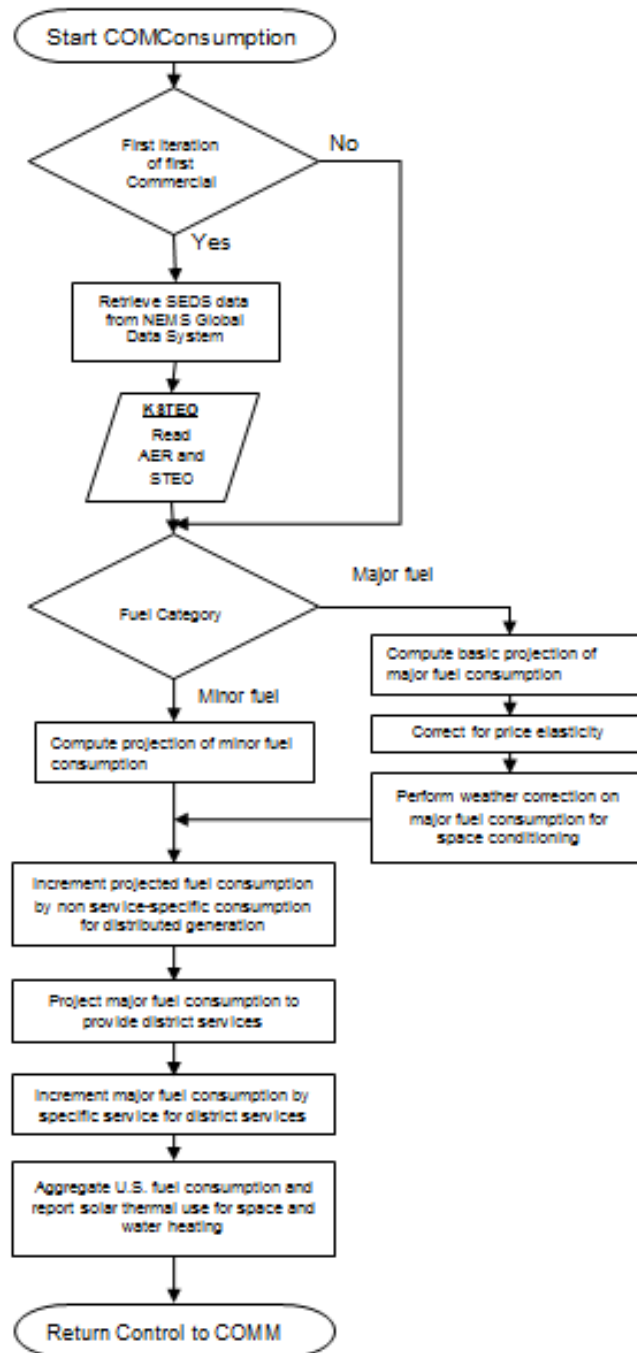 Start COMConsumption
First Iteration
of first
Commercial
No
Yes
Retrieve SEDS data
from NEMS Global
Data System
KSTEO
Read
AER and
STEO
Major fuel
Fuel Category
Compute basic projection of
major fuel consumption
Minor fuel
Correct for price elasticity
Compute projection of minor fuel
consumption
Perform weather correction on
major fuel consumption for
space conditioning
Increment projected fuel consumption
by non service-specific consumption
for distributed generation
Project major fuel consumption to
provide district services
Increment major fuel consumption by
specific service for district services
Aggregate U.S. fuel consumption and
report solar thermal use for space and
water heating
Return Control to COMM